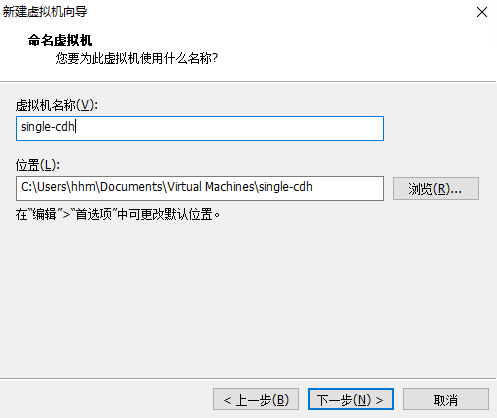 新建虚拟机向导
命名虚拟机
您要为此虚拟机使用什么名称?
虚拟机名称(V):
single-cdh
位置(L):
C:\Users\hhm\Documents\Virtual Machines\single-cdh
浏览(R)...
在“编辑”>“首选项”中可更改默认位置。
< 上一步(B)
下一步(N) >
取消